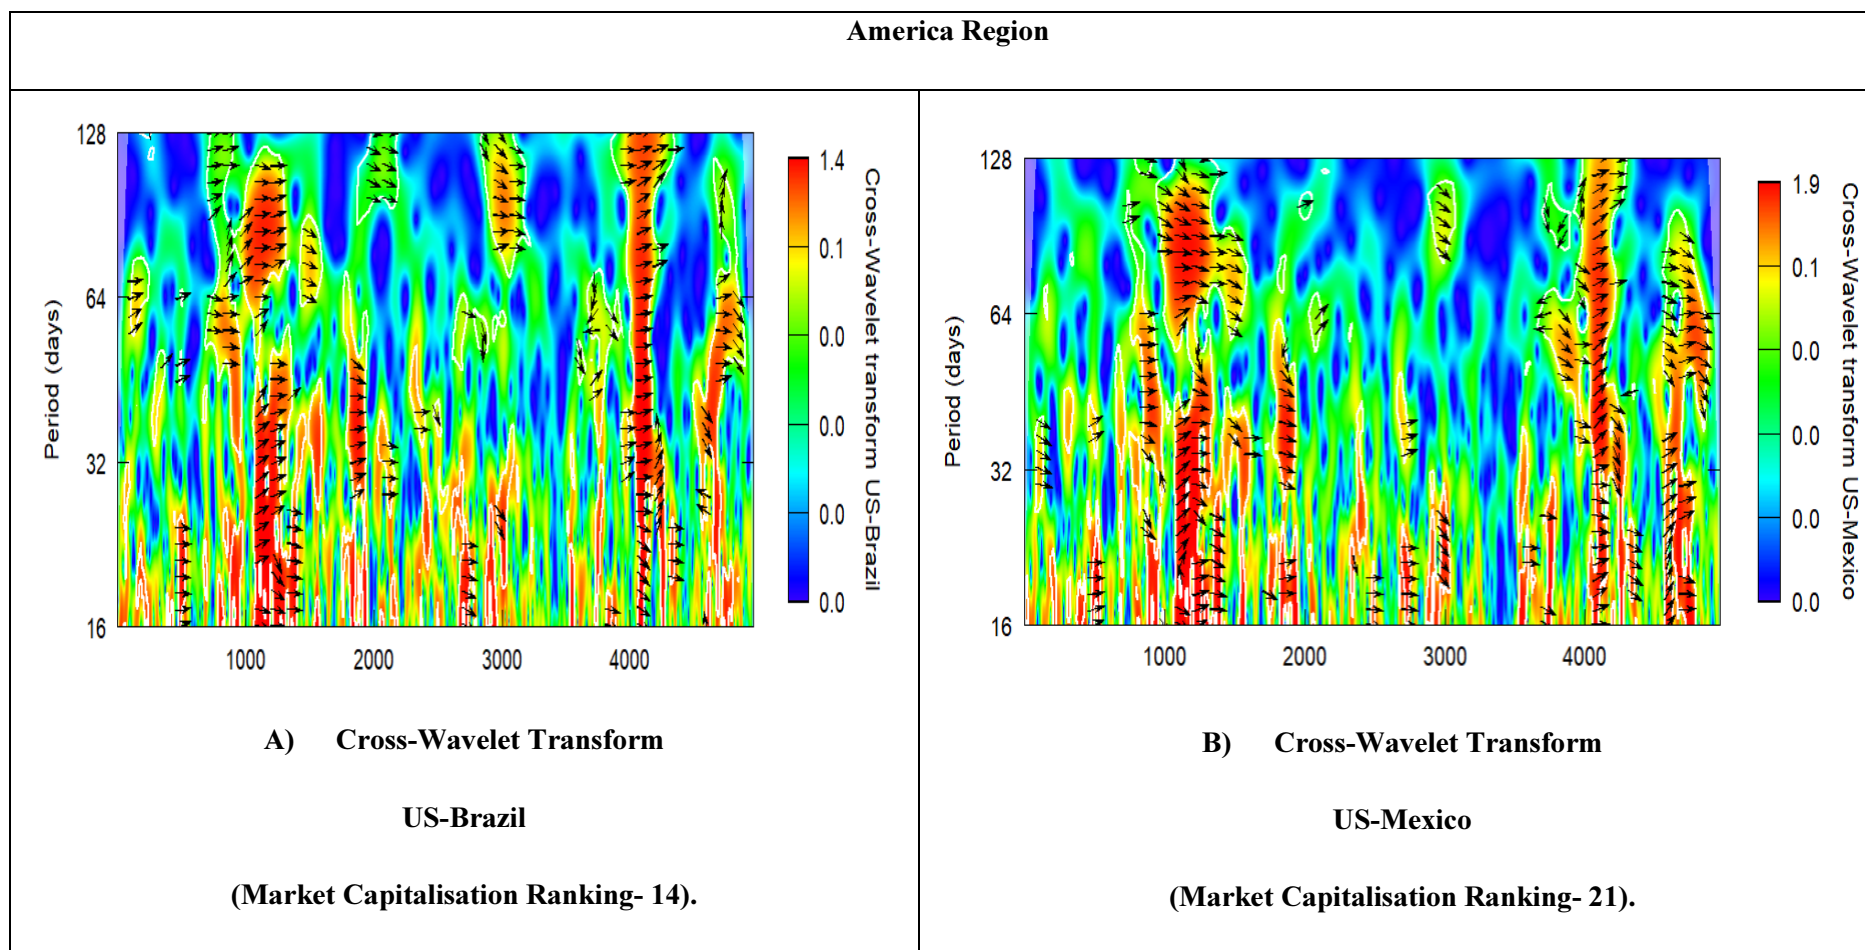 America Region
128
64
32
16
Period (days)
1000 2000 3000 4000
1.4
0.1
0.0
0.0
0.0
0.0
Cross-Wavelet transform US-Brazil
A) Cross-Wavelet Transform
US-Brazil
(Market Capitalisation Ranking- 14).
128
64
32
16
Period (days)
1000 2000 3000 4000
1.9
0.1
0.0
0.0
0.0
0.0
Cross-Wavelet transform US-Mexico
B) Cross-Wavelet Transform
US-Mexico
(Market Capitalisation Ranking- 21).